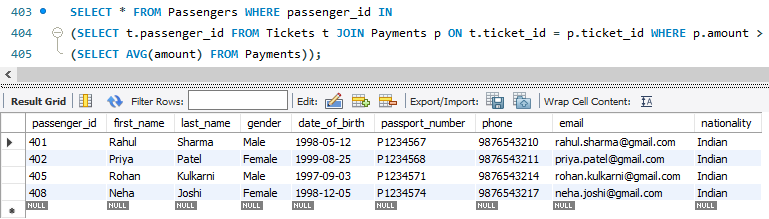 403 SELECT * FROM Passengers WHERE passenger_id IN
404 (SELECT t.passenger_id FROM Tickets t JOIN Payments p ON t.ticket_id = p.ticket_id WHERE p.amount >
405 (SELECT AVG(amount) FROM Payments));
Result Grid Filter Rows: Edit: Export/Import: Wrap Cell Content:
passenger_id first_name last_name gender date_of_birth passport_number phone email nationality
401 Rahul Sharma Male 1998-05-12 P1234567 9876543210 rahul.sharma@gmail.com Indian
402 Priya Patel Female 1999-08-25 P1234568 9876543211 priya.patel@gmail.com Indian
405 Rohan Kulkarni Male 1997-09-03 P1234571 9876543214 rohan.kulkarni@gmail.com Indian
408 Neha Joshi Female 1998-12-05 P1234574 9876543217 neha.joshi@gmail.com Indian
NULL NULL NULL NULL NULL NULL NULL NULL NULL